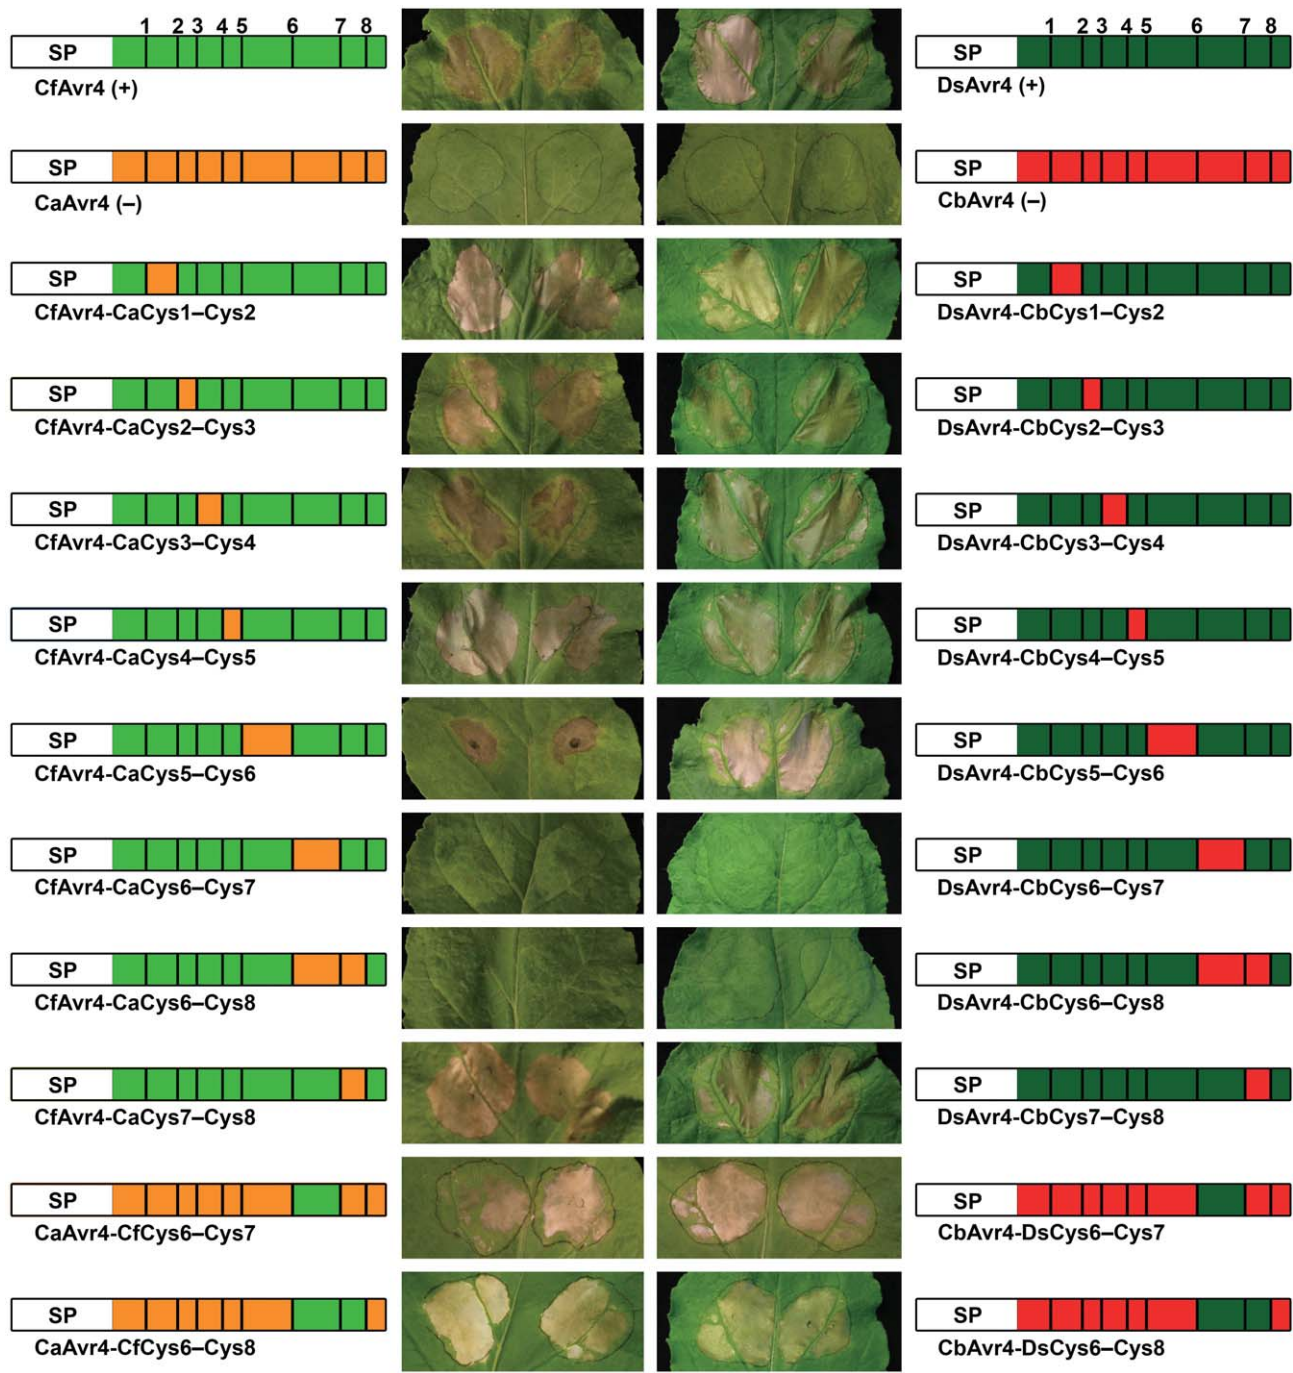 1 2 3 4 5 6 7 8
1 2 3 4 5 6 7 8
SP
SP
CfAvr4 (+)
DsAvr4 (+)
SP
SP
CaAvr4 (–)
CbAvr4 (–)
SP
SP
CfAvr4-CaCys1–Cys2
DsAvr4-CbCys1–Cys2
SP
SP
CfAvr4-CaCys2–Cys3
DsAvr4-CbCys2–Cys3
SP
SP
CfAvr4-CaCys3–Cys4
DsAvr4-CbCys3–Cys4
SP
SP
CfAvr4-CaCys4–Cys5
DsAvr4-CbCys4–Cys5
SP
SP
CfAvr4-CaCys5–Cys6
DsAvr4-CbCys5–Cys6
SP
SP
CfAvr4-CaCys6–Cys7
DsAvr4-CbCys6–Cys7
SP
SP
CfAvr4-CaCys6–Cys8
DsAvr4-CbCys6–Cys8
SP
SP
CfAvr4-CaCys7–Cys8
DsAvr4-CbCys7–Cys8
SP
SP
CaAvr4-CfCys6–Cys7
CbAvr4-DsCys6–Cys7
SP
SP
CaAvr4-CfCys6–Cys8
CbAvr4-DsCys6–Cys8